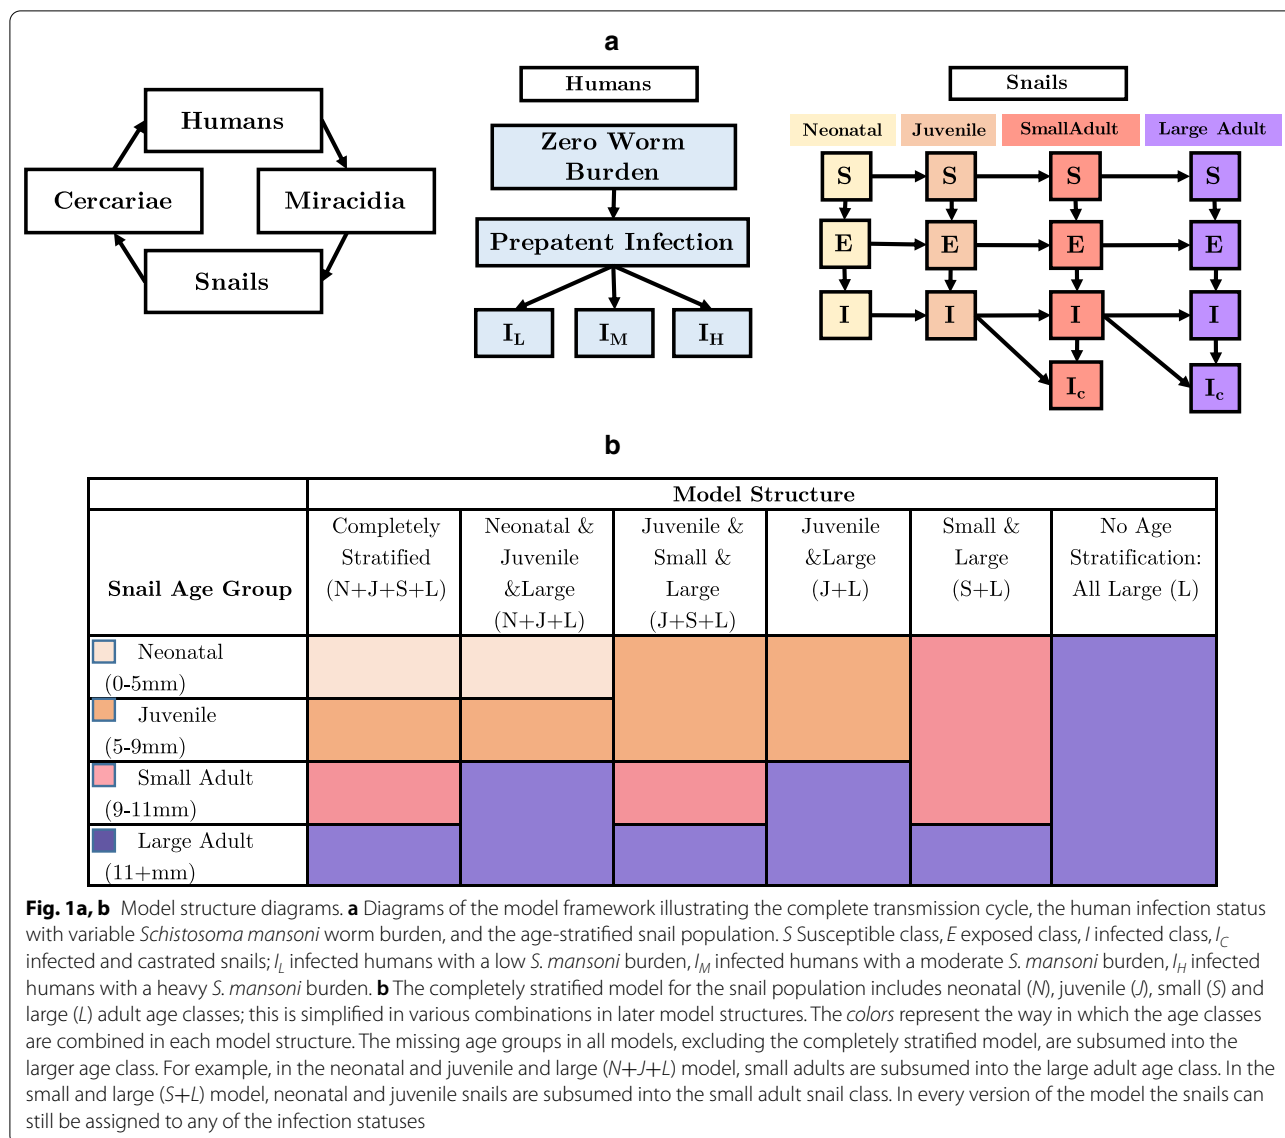 a
Humans
Cercariae
Miracidia
Snails
Humans
Zero Worm
Burden
Prepatent Infection
I_L
I_M
I_H
Snails
Neonatal
Juvenile
SmallAdult
Large Adult
S
S
S
S
E
E
E
E
I
I
I
I
I_c
I_c
b
Model Structure
Snail Age Group
Completely
Stratified
(N+J+S+L)
Neonatal &
Juvenile
&Large
(N+J+L)
Juvenile &
Small &
Large
(J+S+L)
Juvenile
&Large
(J+L)
Small &
Large
(S+L)
No Age
Stratification:
All Large (L)
Neonatal
(0-5mm)
Juvenile
(5-9mm)
Small Adult
(9-11mm)
Large Adult
(11+mm)
Fig. 1a, b Model structure diagrams. a Diagrams of the model framework illustrating the complete transmission cycle, the human infection status
with variable Schistosoma mansoni worm burden, and the age-stratified snail population. S Susceptible class, E exposed class, I infected class, I_C
infected and castrated snails; I_L infected humans with a low S. mansoni burden, I_M infected humans with a moderate S. mansoni burden, I_H infected
humans with a heavy S. mansoni burden. b The completely stratified model for the snail population includes neonatal (N), juvenile (J), small (S) and
large (L) adult age classes; this is simplified in various combinations in later model structures. The colors represent the way in which the age classes
are combined in each model structure. The missing age groups in all models, excluding the completely stratified model, are subsumed into the
larger age class. For example, in the neonatal and juvenile and large (N+J+L) model, small adults are subsumed into the large adult age class. In the
small and large (S+L) model, neonatal and juvenile snails are subsumed into the small adult snail class. In every version of the model the snails can
still be assigned to any of the infection statuses